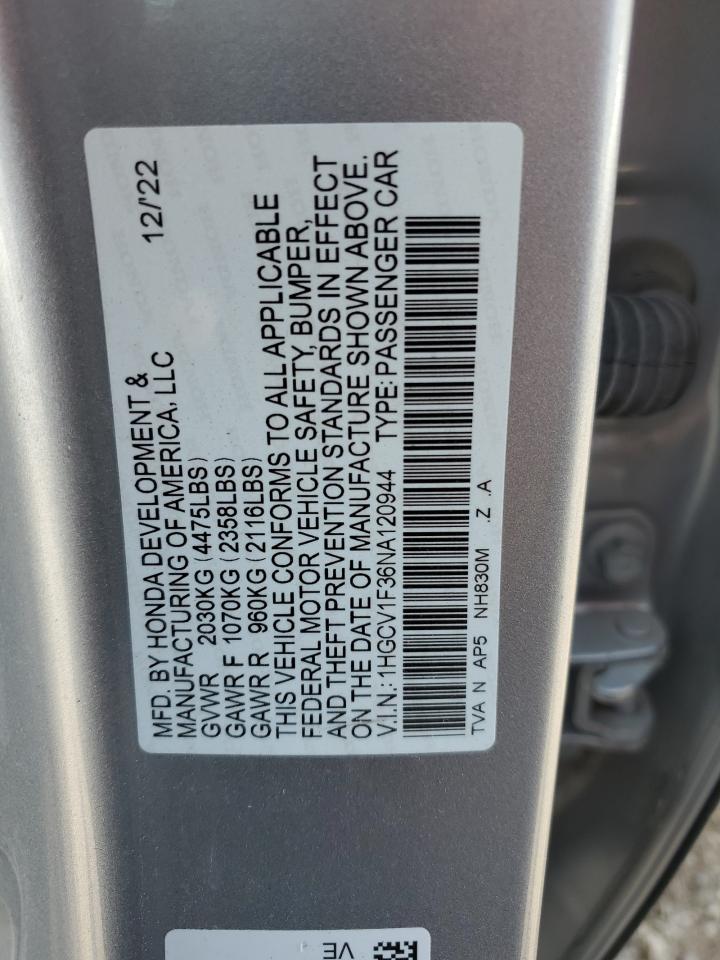 MFD. BY HONDA DEVELOPMENT & 12/'22
MANUFACTURING OF AMERICA, LLC
GVWR 2030KG (4475LBS)
GAWR F 1070KG (2358LBS)
GAWR R 960KG (2116LBS)
THIS VEHICLE CONFORMS TO ALL APPLICABLE
FEDERAL MOTOR VEHICLE SAFETY, BUMPER,
AND THEFT PREVENTION STANDARDS IN EFFECT
ON THE DATE OF MANUFACTURE SHOWN ABOVE.
V.I.N.: 1HGCV1F36NA120944 TYPE: PASSENGER CAR
TVA N AP5 NH830M .Z .A
VE